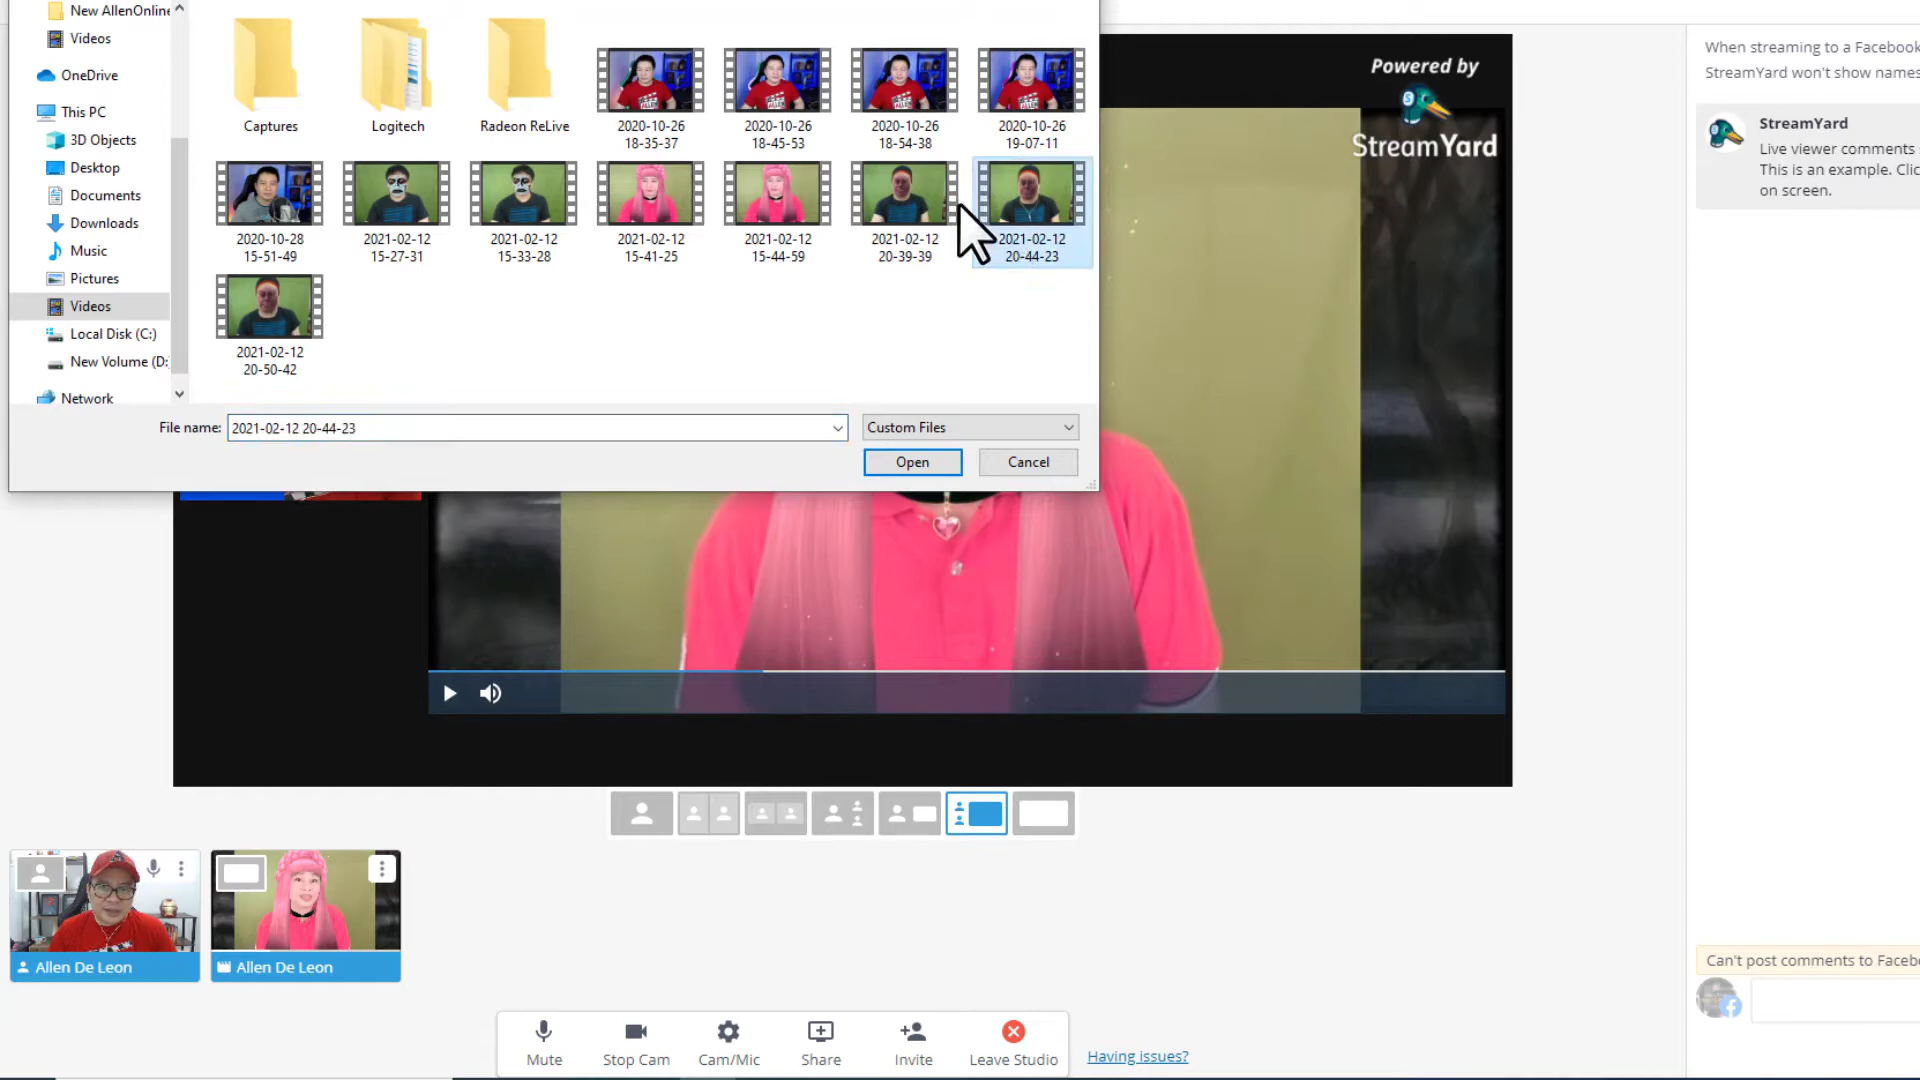 New AllenOnline
Videos
OneDrive
This PC
3D Objects
Desktop
Documents
Downloads
Music
Pictures
Videos
Local Disk (C:)
New Volume (D:
Network
Captures
Logitech
Radeon ReLive
2020-10-26
18-35-37
2020-10-26
18-45-53
2020-10-26
18-54-38
2020-10-26
19-07-11
2020-10-28
15-51-49
2021-02-12
15-27-31
2021-02-12
15-33-28
2021-02-12
15-41-25
2021-02-12
15-44-59
2021-02-12
20-39-39
2021-02-12
20-44-23
2021-02-12
20-50-42
File name:
2021-02-12 20-44-23
Custom Files
Open
Cancel
Powered by
StreamYard
When streaming to a Facebook
StreamYard won't show names
StreamYard
Live viewer comments
This is an example. Clic
on screen.
Allen De Leon
Allen De Leon
Mute
Stop Cam
Cam/Mic
Share
Invite
Leave Studio
Having issues?
Can't post comments to Facebo